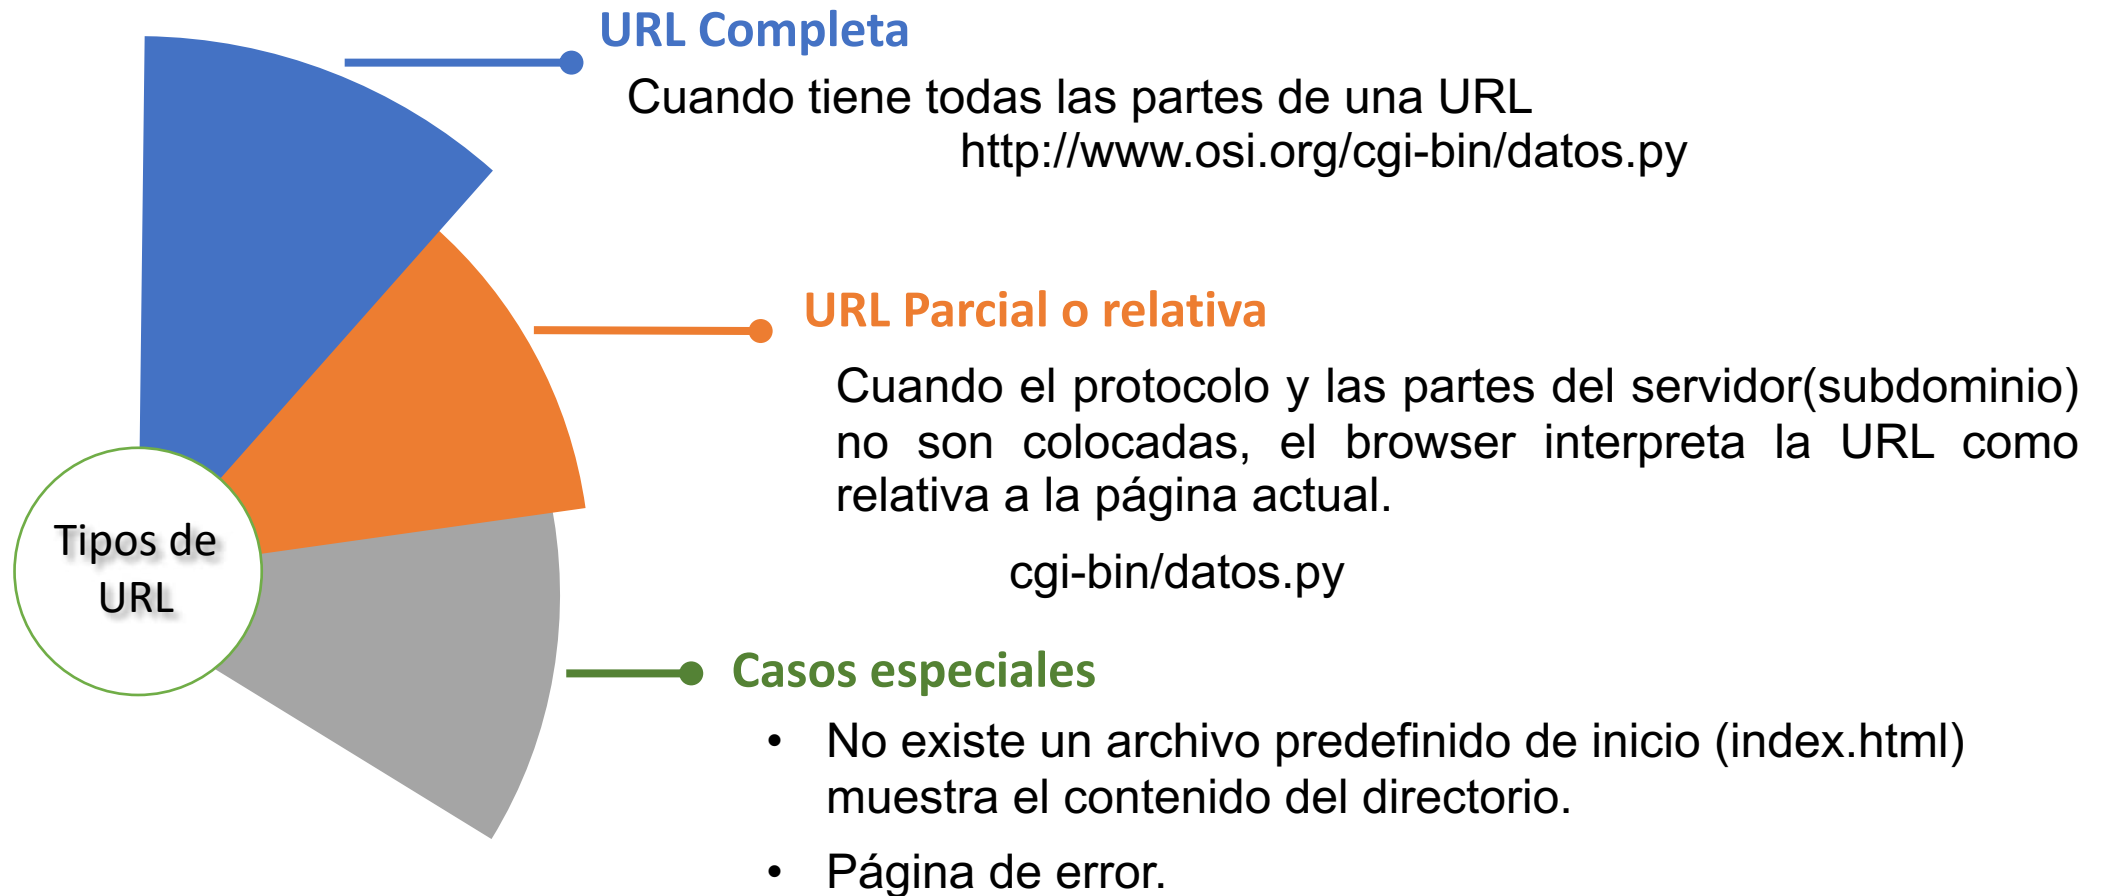 URL Completa
Cuando tiene todas las partes de una URL
http://www.osi.org/cgi-bin/datos.py
URL Parcial o relativa
Cuando el protocolo y las partes del servidor(subdominio)
no son colocadas, el browser interpreta la URL como
relativa a la página actual.
cgi-bin/datos.py
Tipos de
URL
Casos especiales
• No existe un archivo predefinido de inicio (index.html)
muestra el contenido del directorio.
• Página de error.